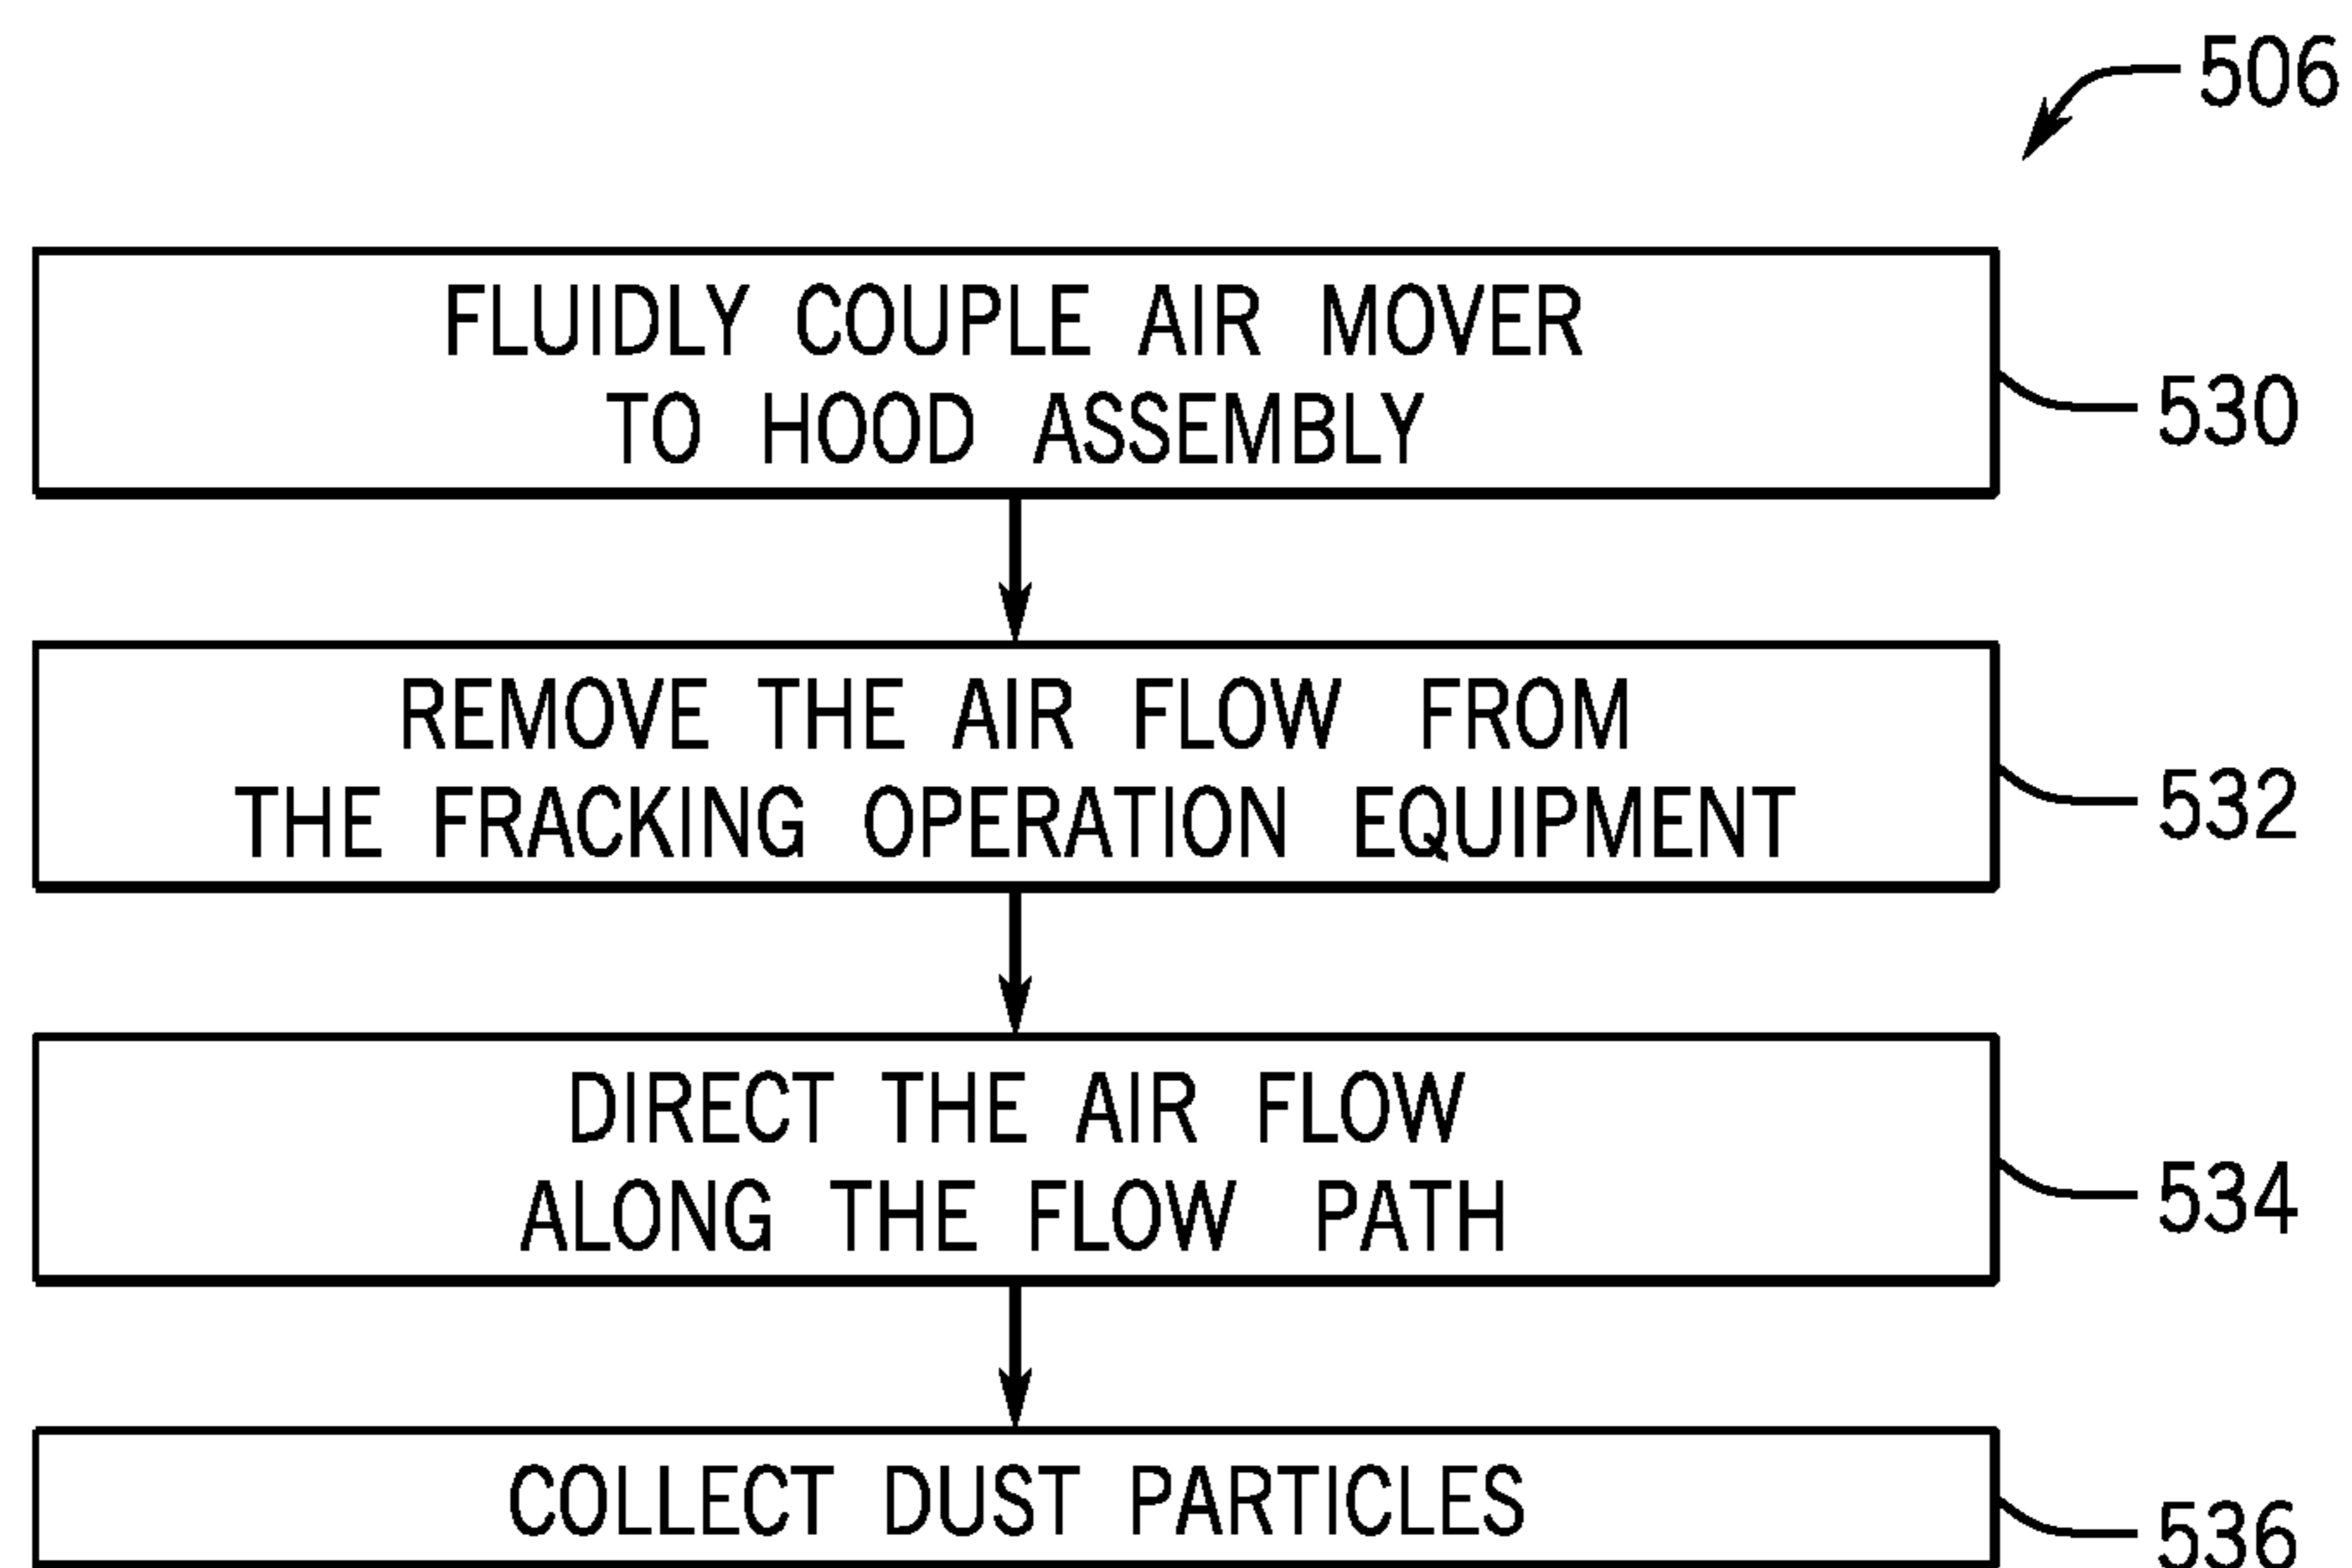 506
FLUIDLY COUPLE AIR MOVER
TO HOOD ASSEMBLY
530
REMOVE THE AIR FLOW FROM
THE FRACKING OPERATION EQUIPMENT
532
DIRECT THE AIR FLOW
ALONG THE FLOW PATH
534
COLLECT DUST PARTICLES
536